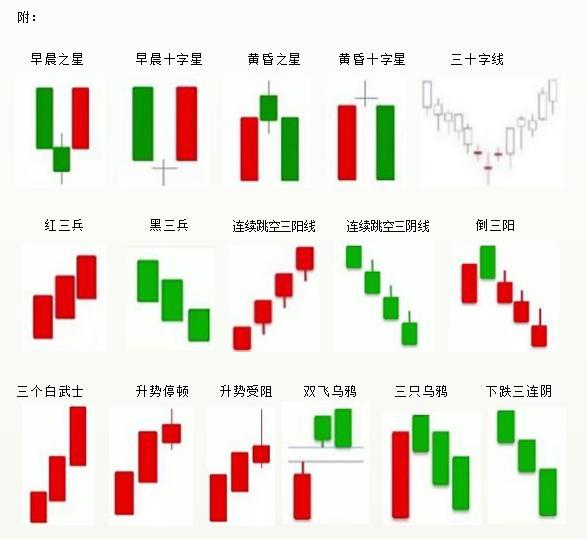 附：
早晨之星 早晨十字星 黄昏之星 黄昏十字星 三十字线
红三兵 黑三兵 连续跳空三阳线 连续跳空三阴线 倒三阳
三个白武士 升势停顿 升势受阻 双飞乌鸦 三只乌鸦 下跌三连阴